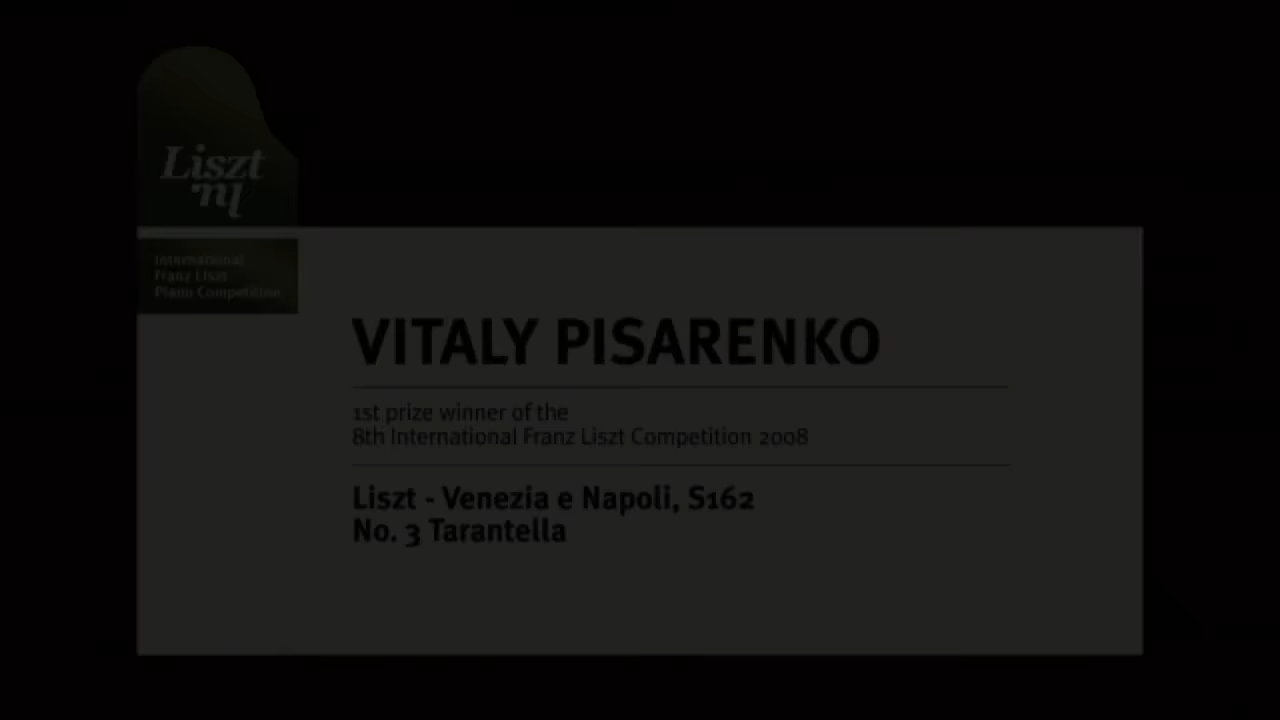 Liszt
.nl
International
Franz Liszt
Piano Competition
VITALY PISARENKO
1st prize winner of the
8th International Franz Liszt Competition 2008
Liszt - Venezia e Napoli, S162
No. 3 Tarantella